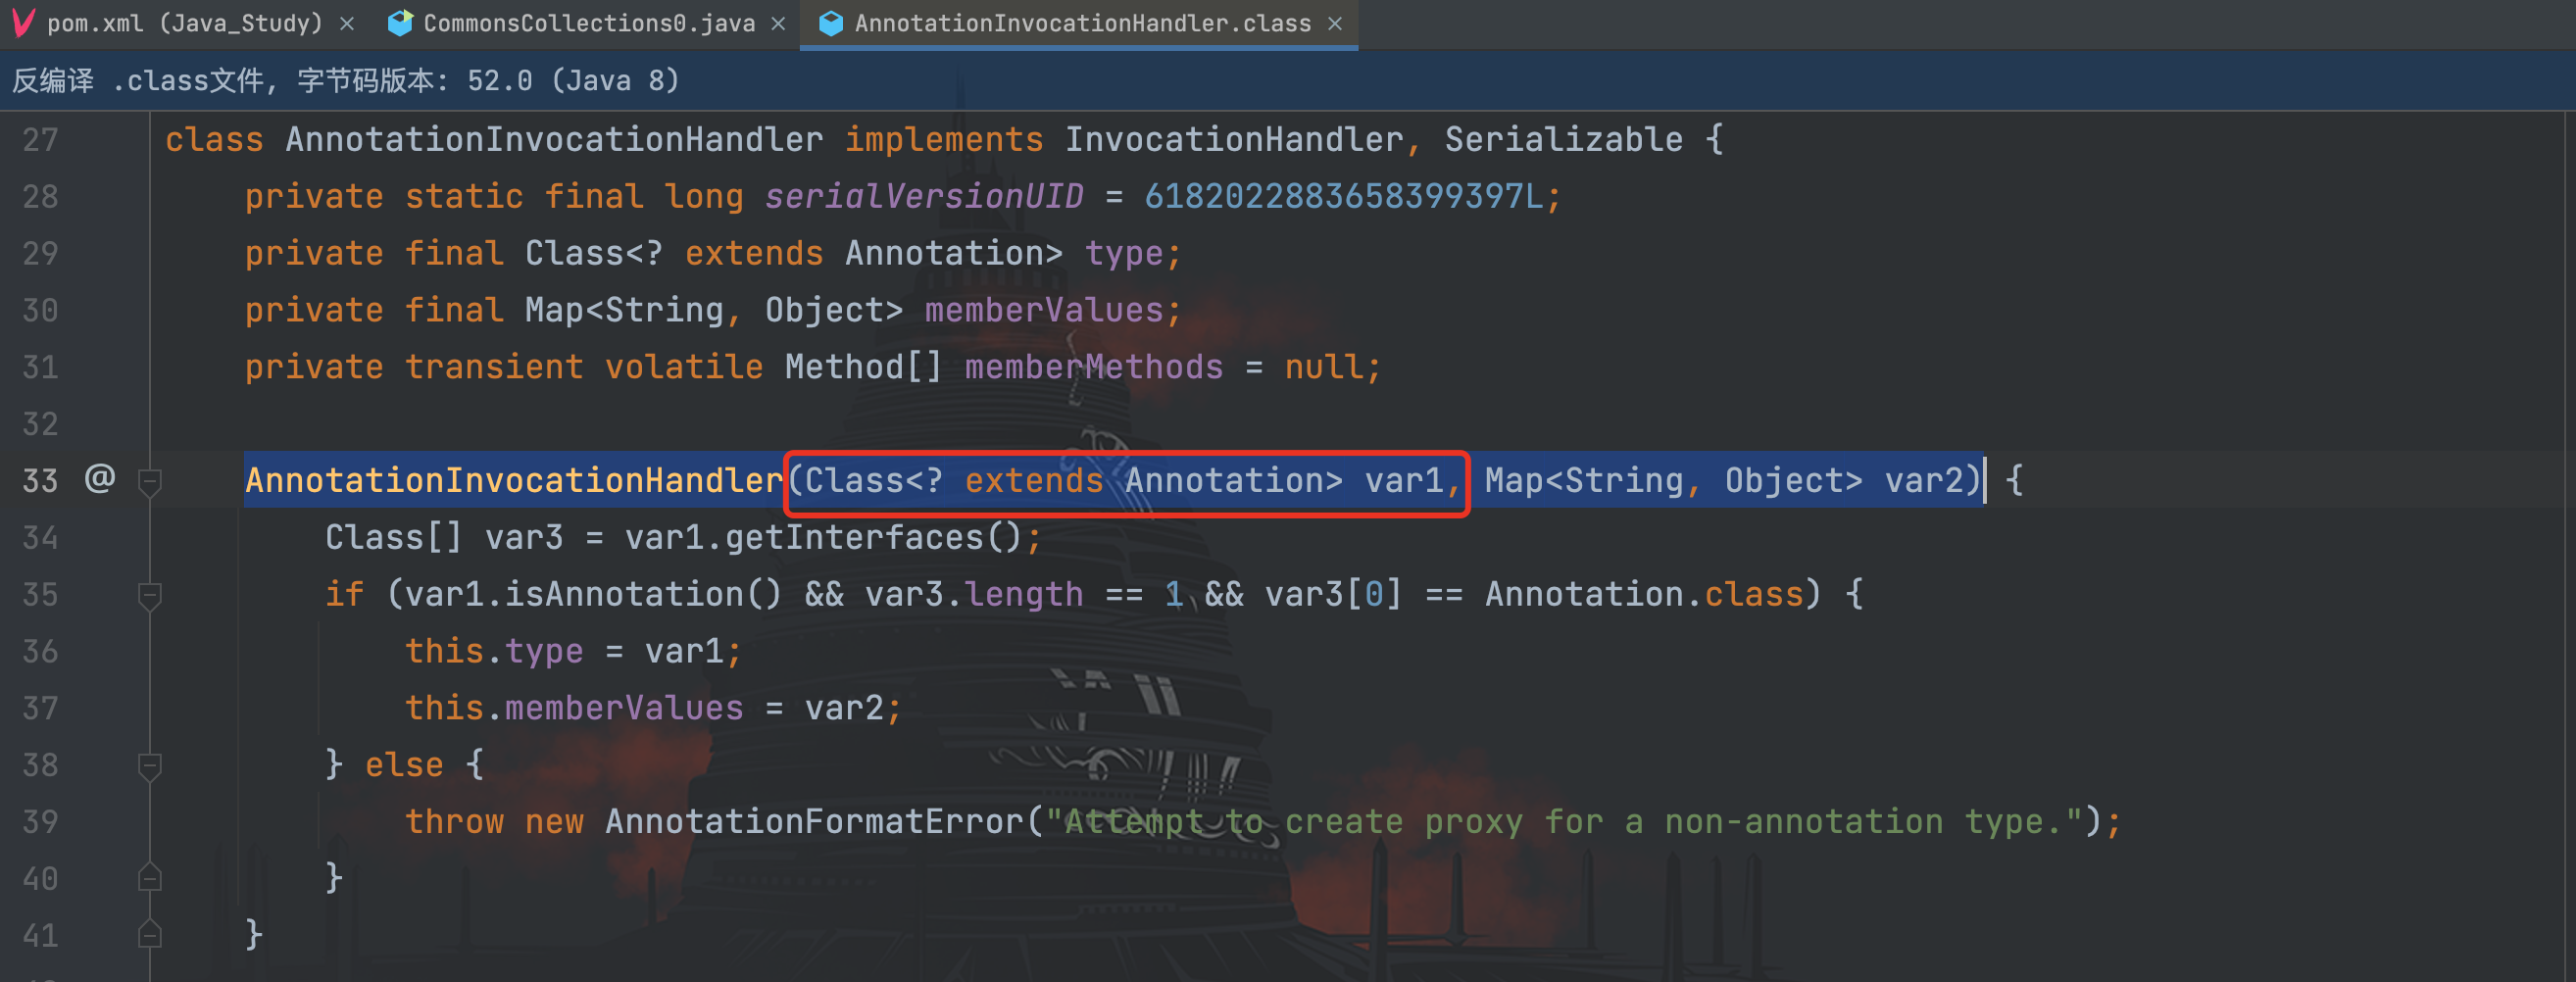 pom.xml (Java_Study) × CommonsCollections0.java × AnnotationInvocationHandler.class ×
反编译 .class文件, 字节码版本: 52.0 (Java 8)
27 class AnnotationInvocationHandler implements InvocationHandler, Serializable {
28 private static final long serialVersionUID = 6182022883658399397L;
29 private final Class<? extends Annotation> type;
30 private final Map<String, Object> memberValues;
31 private transient volatile Method[] memberMethods = null;
32
33 @ AnnotationInvocationHandler(Class<? extends Annotation> var1, Map<String, Object> var2) {
34 Class[] var3 = var1.getInterfaces();
35 if (var1.isAnnotation() && var3.length == 1 && var3[0] == Annotation.class) {
36 this.type = var1;
37 this.memberValues = var2;
38 } else {
39 throw new AnnotationFormatError("Attempt to create proxy for a non-annotation type.");
40 }
41 }